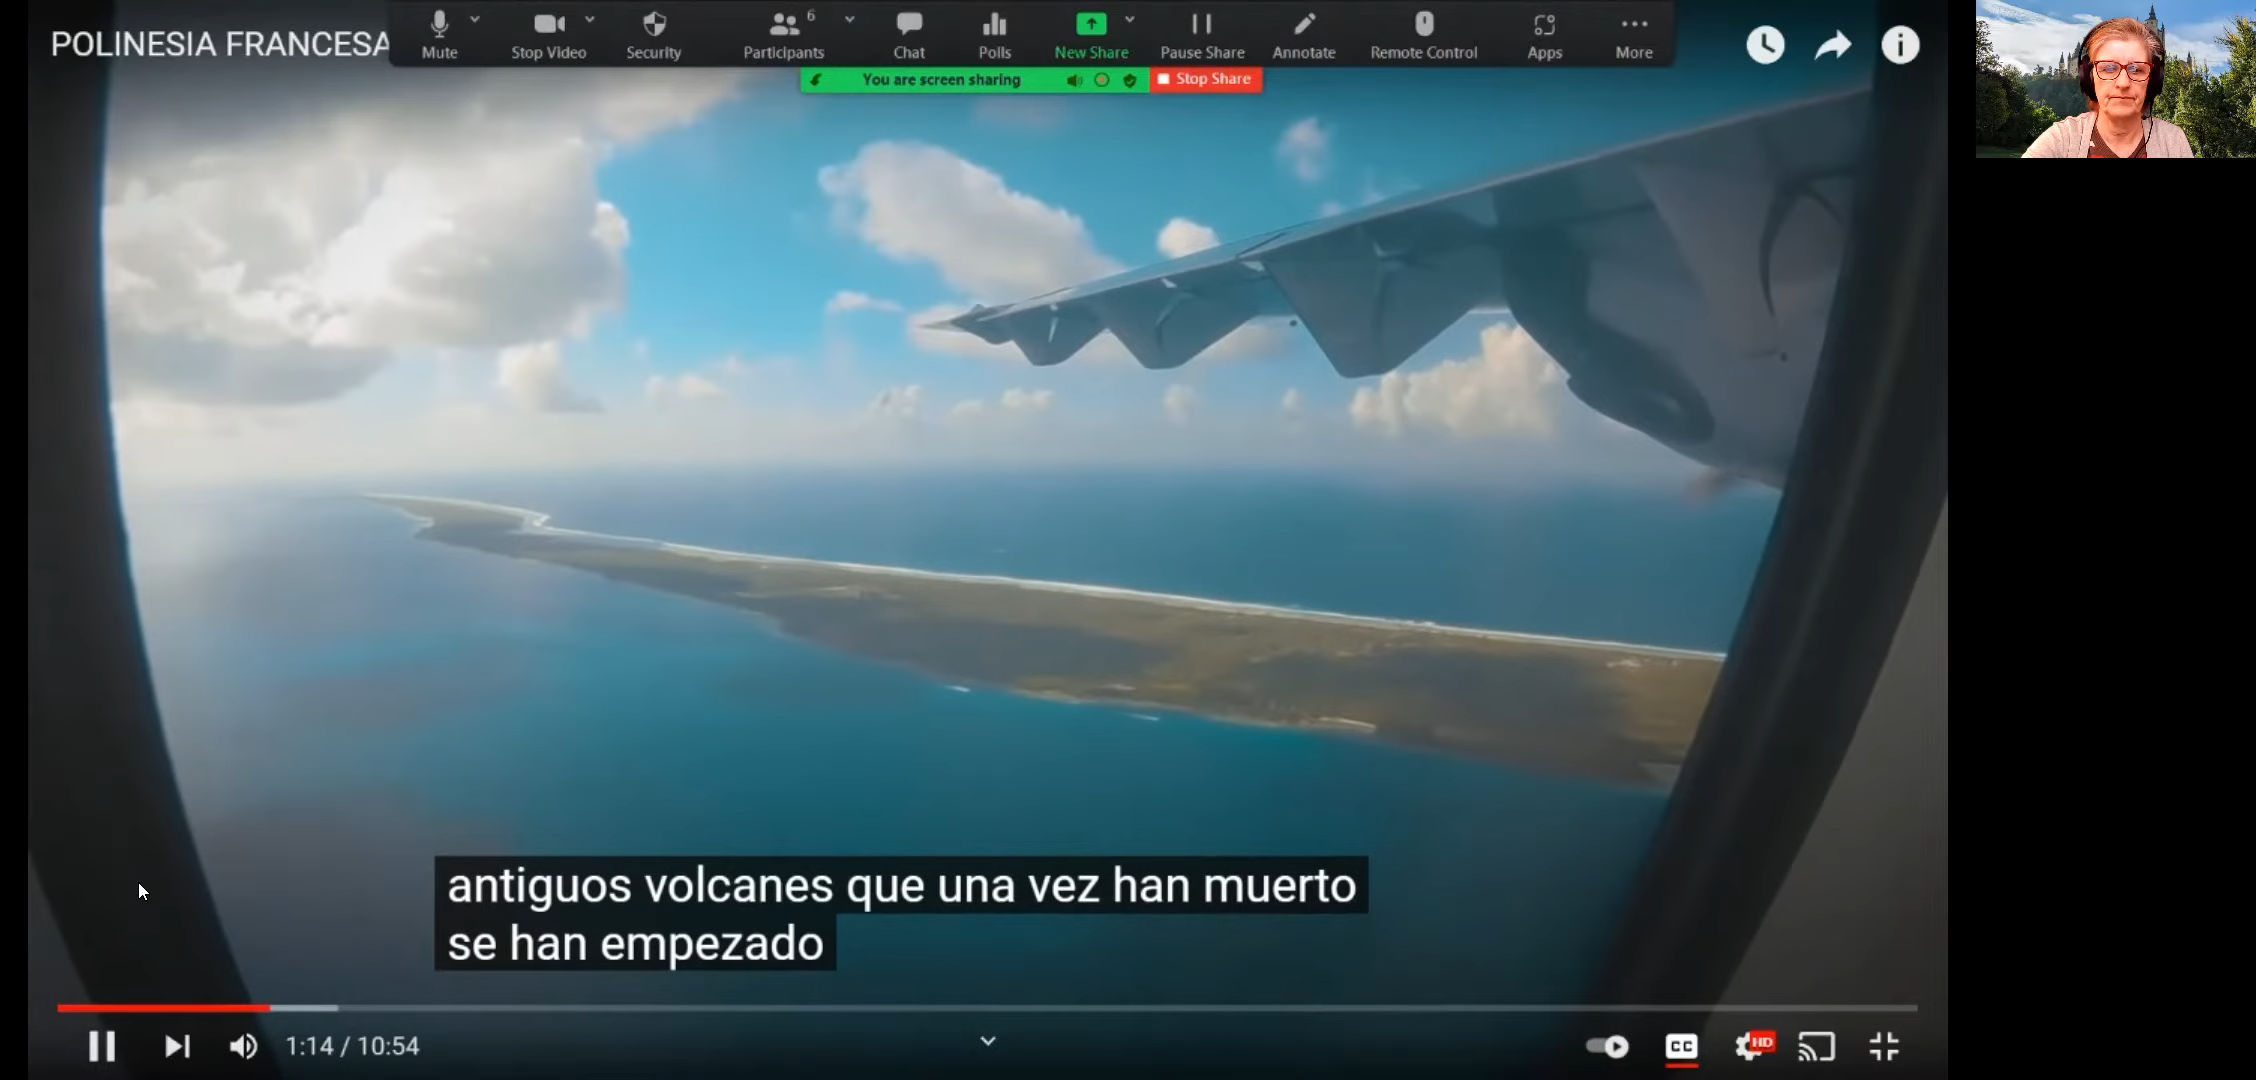 POLINESIA FRANCESA
6
Mute
Stop Video
Security
Participants
Chat
Polls
New Share
Pause Share
Annotate
Remote Control
Apps
More
You are screen sharing
Stop Share
antiguos volcanes que una vez han muerto
se han empezado
1:14 / 10:54
CC
HD